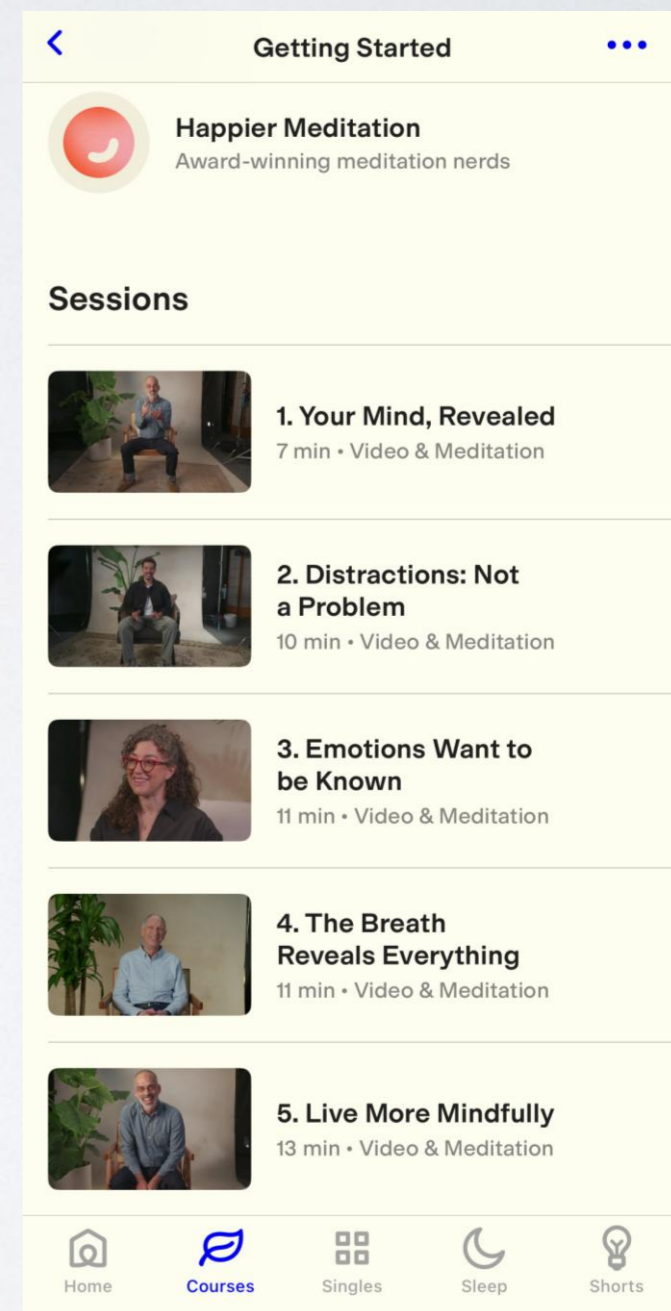 Getting Started
Happier Meditation
Award-winning meditation nerds
Sessions
1. Your Mind, Revealed
7 min • Video & Meditation
2. Distractions: Not
a Problem
10 min • Video & Meditation
3. Emotions Want to
be Known
11 min • Video & Meditation
4. The Breath
Reveals Everything
11 min • Video & Meditation
5. Live More Mindfully
13 min • Video & Meditation
Home Courses Singles Sleep Shorts